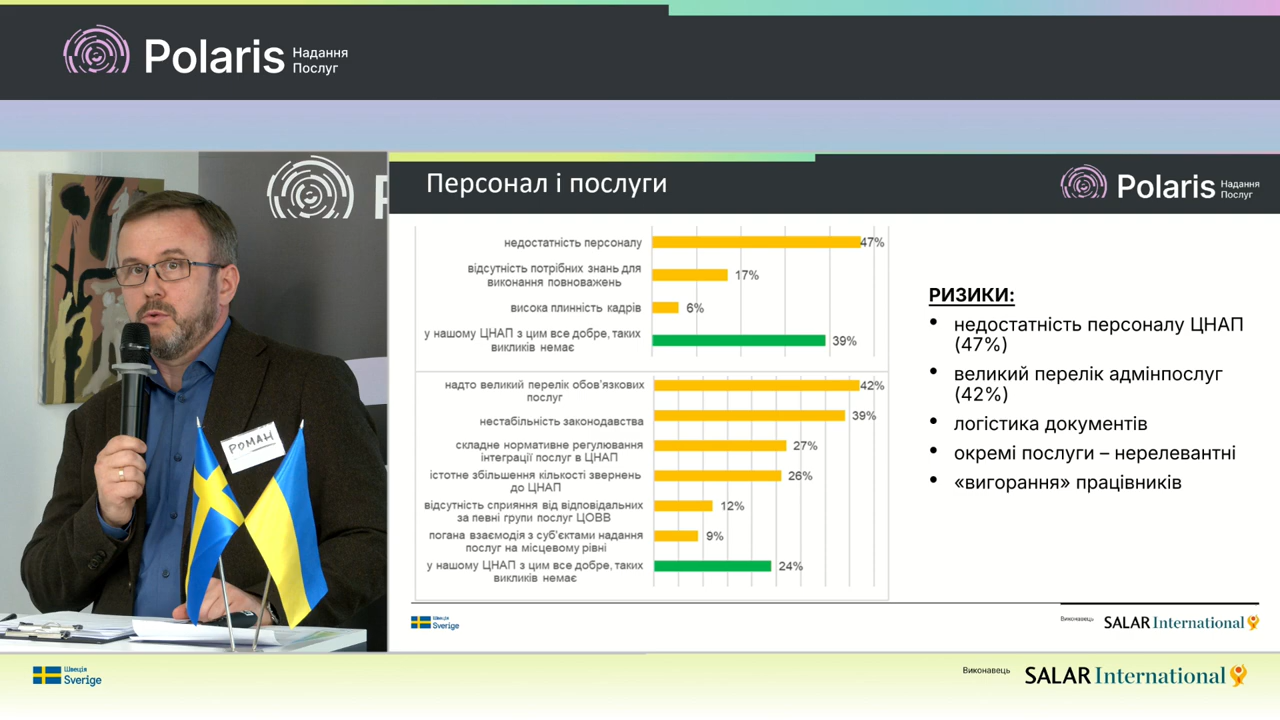 Polaris
Надання
Послуг
P
РОМАН
Персонал і послуги
Polaris
Надання
Послуг
недостатність персоналу
47%
відсутність потрібних знань для
виконання повноважень
17%
висока плинність кадрів
6%
у нашому ЦНАП з цим все добре, таких
викликів немає
39%
надто великий перелік обов'язкових
послуг
42%
нестабільність законодавства
39%
складне нормативне регулювання
інтеграції послуг в ЦНАП
27%
істотне збільшення кількості звернень
до ЦНАП
26%
відсутність сприяння від відповідальних
за певні групи послуг ЦОВВ
12%
погана взаємодія з суб'єктами надання
послуг на місцевому рівні
9%
у нашому ЦНАП з цим все добре, таких
викликів немає
24%
РИЗИКИ:
• недостатність персоналу ЦНАП
(47%)
• великий перелік адмінпослуг
(42%)
• логістика документів
• окремі послуги – нерелевантні
• «вигорання» працівників
Швеція
Sverige
Виконавець
SALAR International
Швеція
Sverige
Виконавець
SALAR International